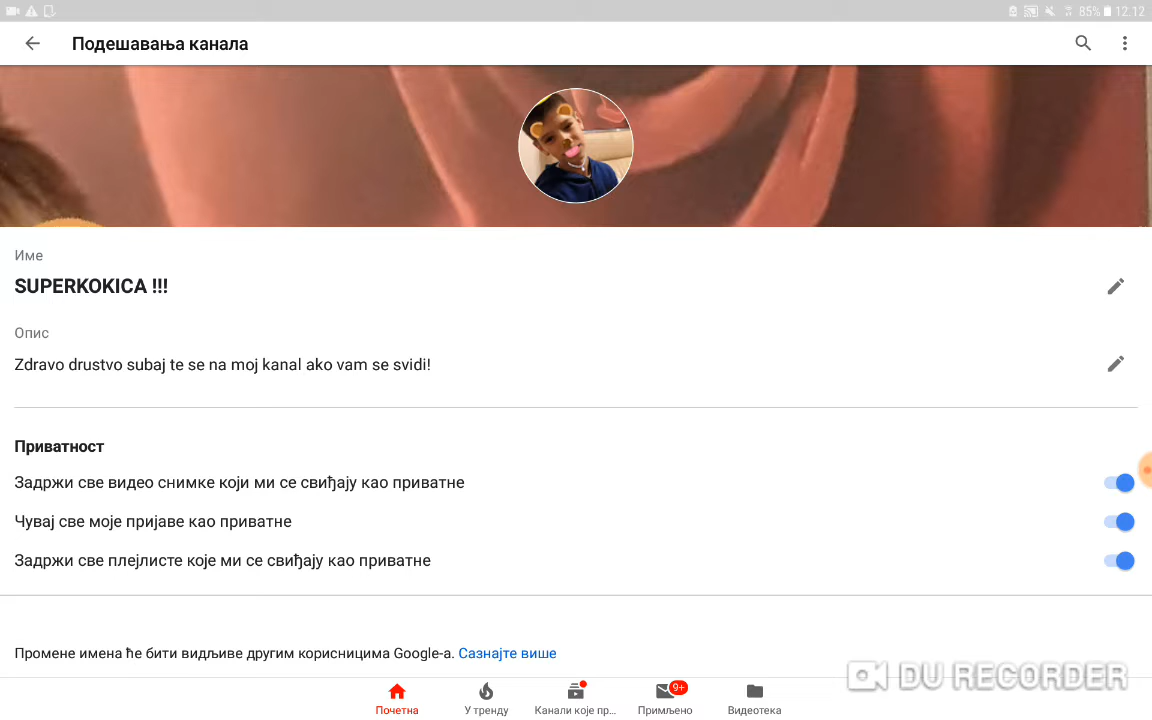 85% 12.12
Подешавања канала
Име
SUPERKOKICA !!!
Опис
Zdravo drustvo subaj te se na moj kanal ako vam se svidi!
Приватност
Задржи све видео снимке који ми се свиђају као приватне
Чувај све моје пријаве као приватне
Задржи све плејлисте које ми се свиђају као приватне
Промене имена ће бити видљиве другим корисницима Google-а. Сазнајте више
DU RECORDER
9+
Почетна У тренду Канали које пр... Примљено Видеотека